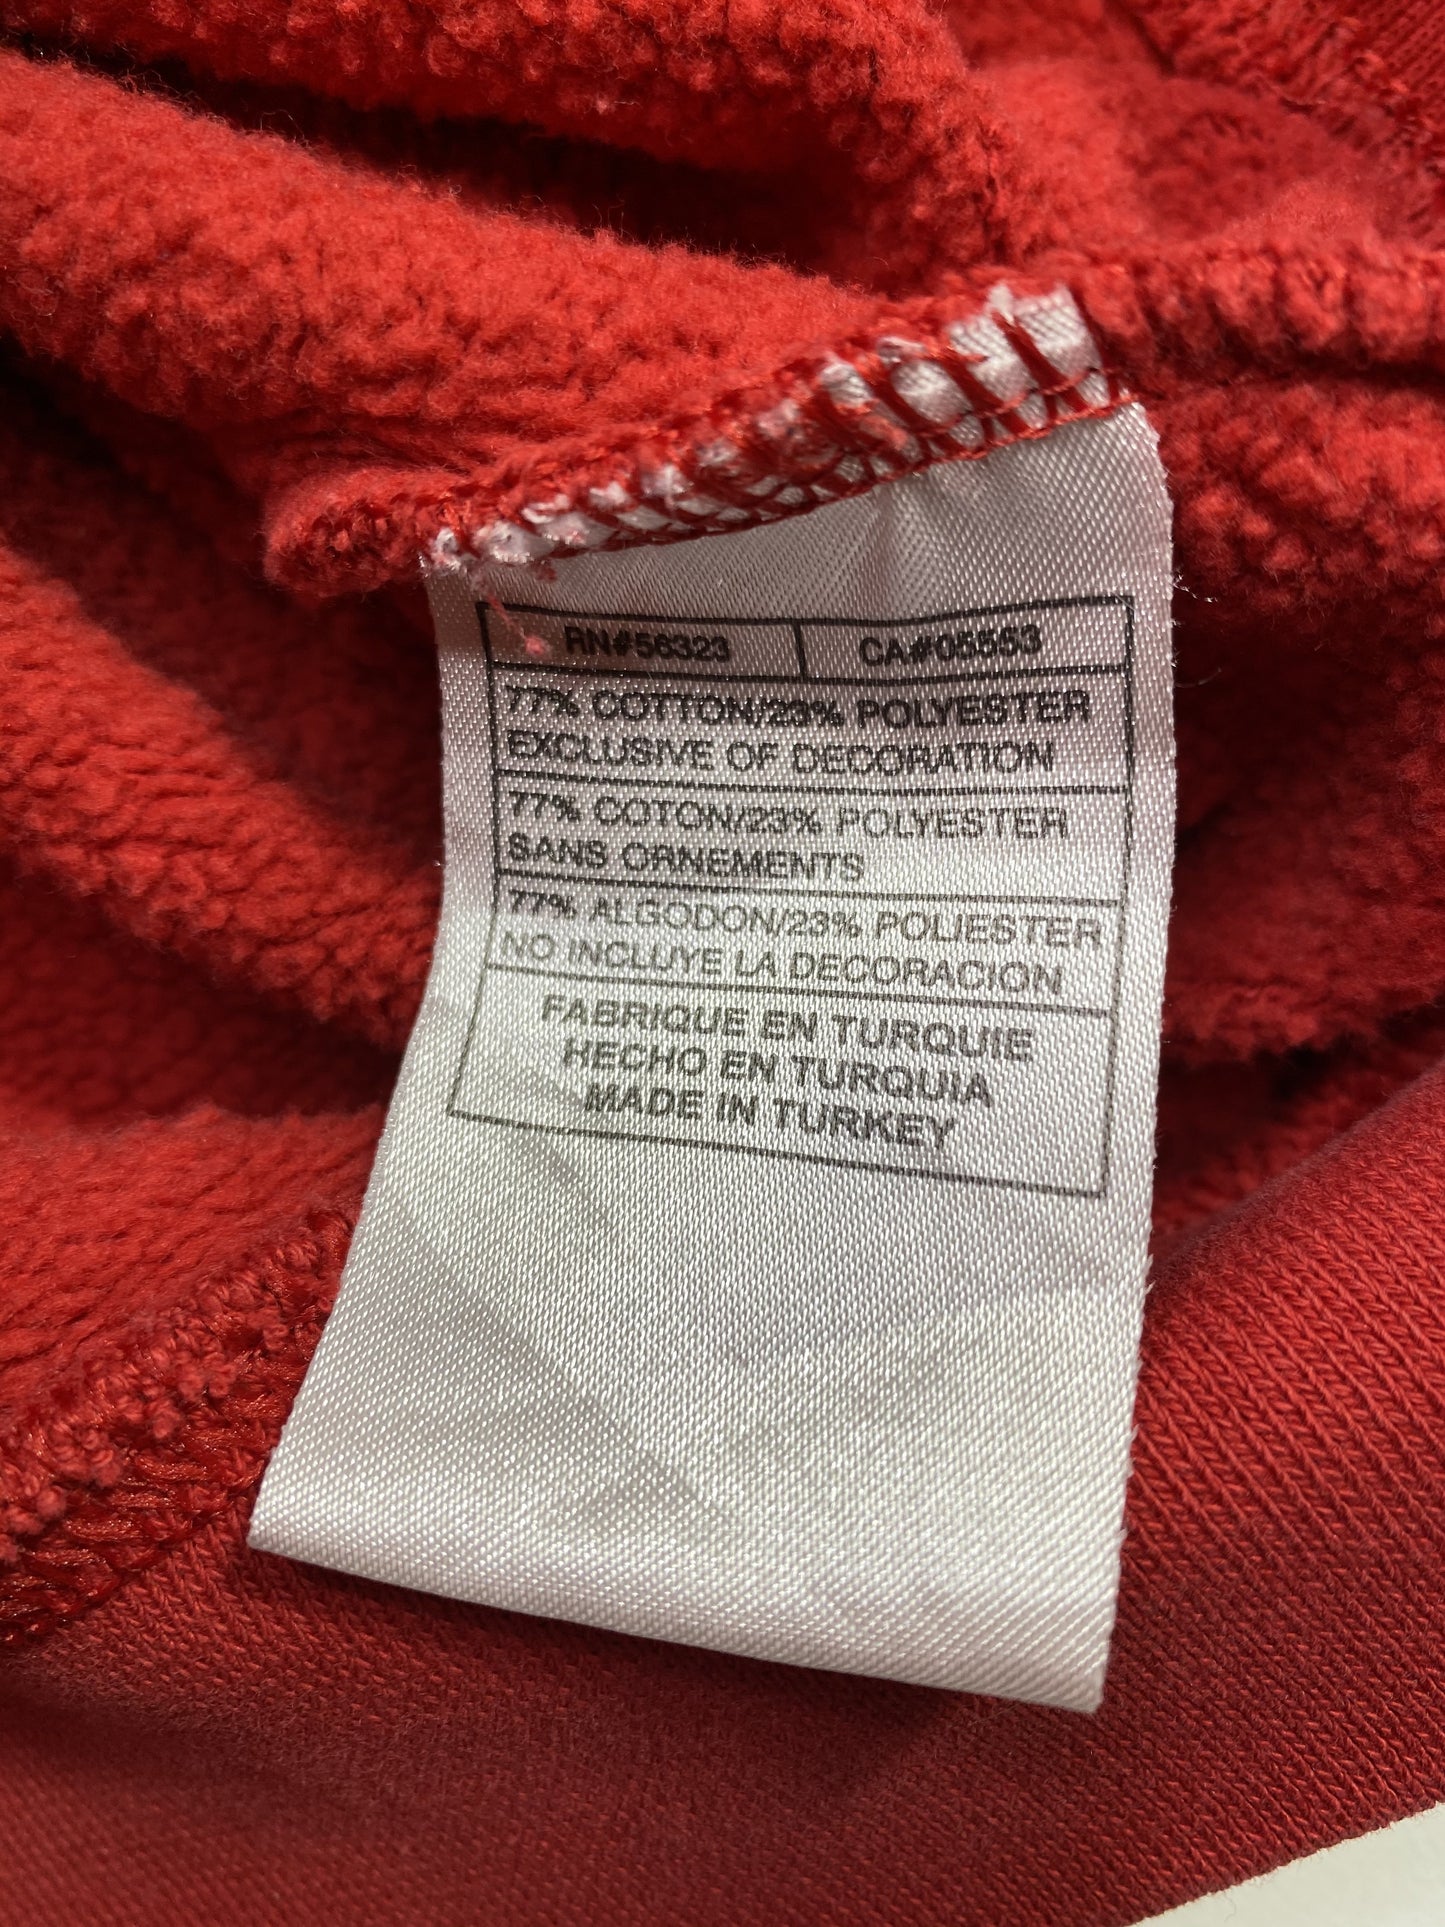 RN#56323 CA#05553
77% COTTON/23% POLYESTER
EXCLUSIVE OF DECORATION
77% COTON/23% POLYESTER
SANS ORNEMENTS
77% ALGODON/23% POLIESTER
NO INCLUYE LA DECORACION
FABRIQUE EN TURQUIE
HECHO EN TURQUIA
MADE IN TURKEY